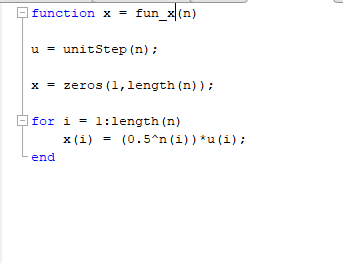 function x = fun_x(n)
u = unitStep(n);
x = zeros(1,length(n));
for i = 1:length(n)
x(i) = (0.5^n(i))*u(i);
end